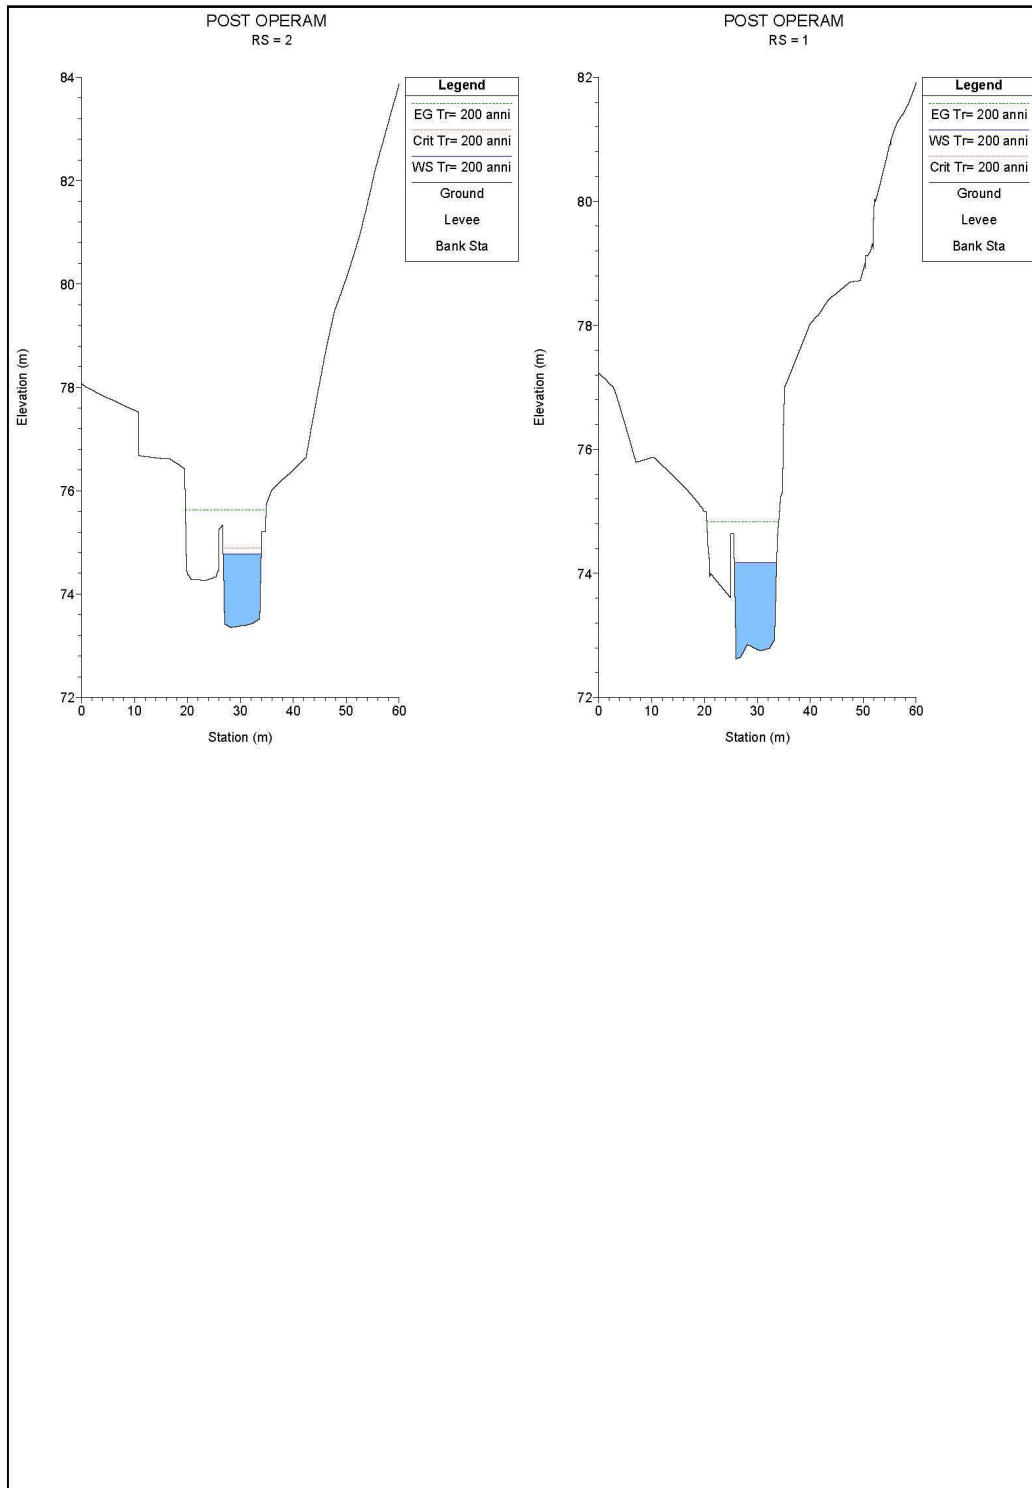 POST OPERAM
RS = 2
Legend
EG Tr= 200 anni
Crit Tr= 200 anni
WS Tr= 200 anni
Ground
Levee
Bank Sta
84
82
80
78
76
74
72
Elevation (m)
0 10 20 30 40 50 60
Station (m)
POST OPERAM
RS = 1
Legend
EG Tr= 200 anni
WS Tr= 200 anni
Crit Tr= 200 anni
Ground
Levee
Bank Sta
82
80
78
76
74
72
Elevation (m)
0 10 20 30 40 50 60
Station (m)